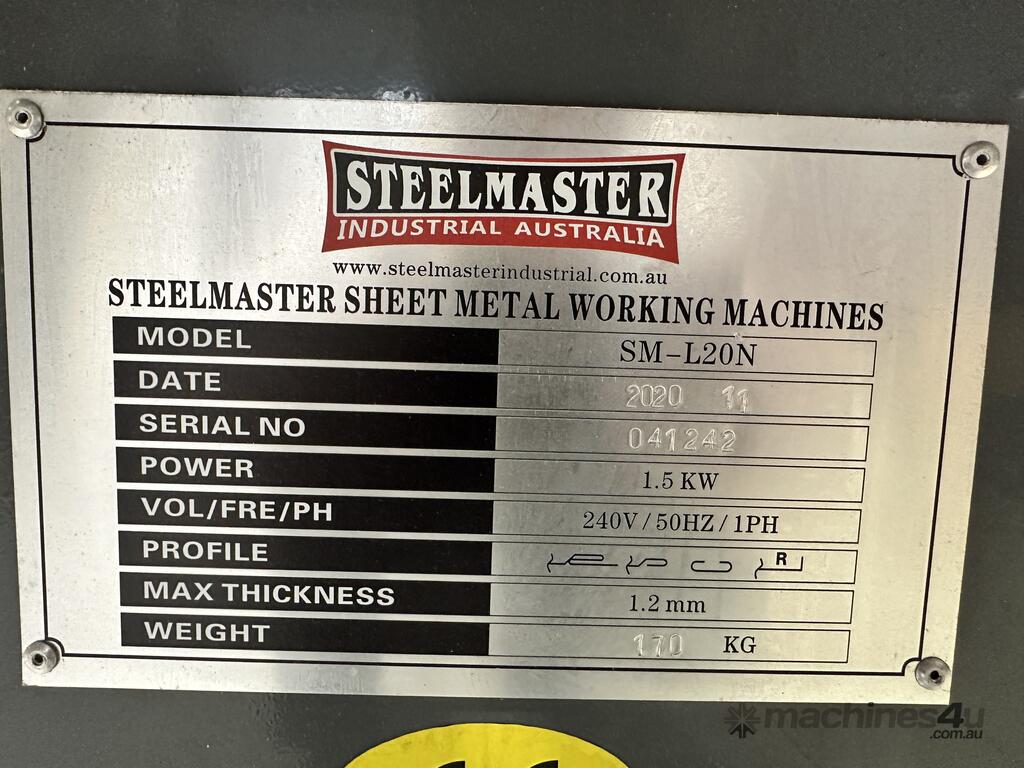 STEELMASTER
INDUSTRIAL AUSTRALIA
www.steelmasterindustrial.com.au
STEELMASTER SHEET METAL WORKING MACHINES
MODEL SM-L20N
DATE 2020 11
SERIAL NO 041242
POWER 1.5 KW
VOL/FRE/PH 240V/50HZ/1PH
PROFILE R
MAX THICKNESS 1.2 mm
WEIGHT 170 KG
machines4u
.com.au